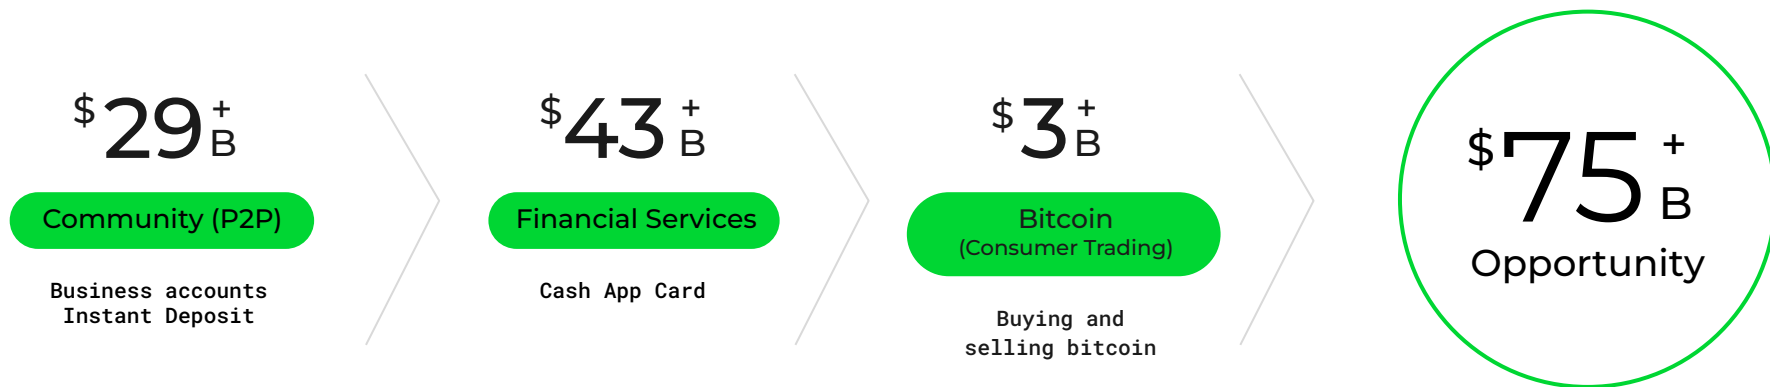 $29+B
Community (P2P)
Business accounts
Instant Deposit
$43+B
Financial Services
Cash App Card
$3+B
Bitcoin
(Consumer Trading)
Buying and
selling bitcoin
$75+B
Opportunity